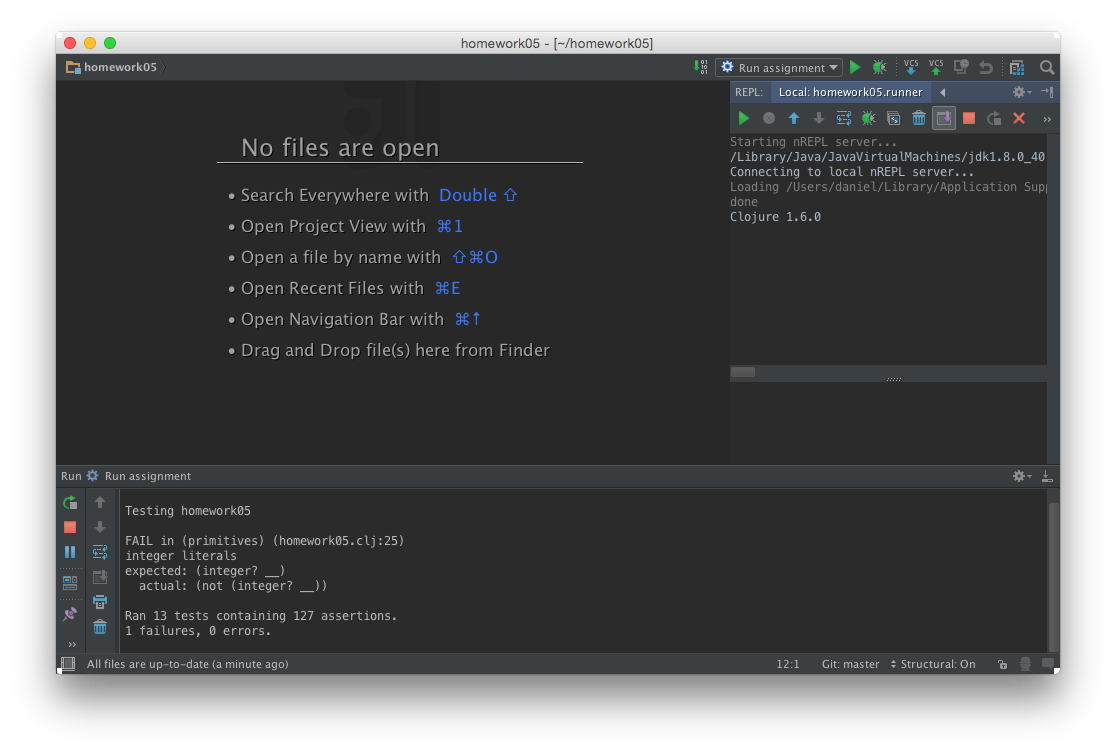 homework05 - [~/homework05]
homework05
Run assignment
VCS
VCS
REPL:
Local: homework05.runner
No files are open
• Search Everywhere with Double ⇧
• Open Project View with ⌘1
• Open a file by name with ⇧⌘O
• Open Recent Files with ⌘E
• Open Navigation Bar with ⌘↑
• Drag and Drop file(s) here from Finder
Starting nREPL server...
/Library/Java/JavaVirtualMachines/jdk1.8.0_40
Connecting to local nREPL server...
Loading /Users/daniel/Library/Application Supp
done
Clojure 1.6.0
Run Run assignment
Testing homework05
FAIL in (primitives) (homework05.clj:25)
integer literals
expected: (integer? __)
actual: (not (integer? __))
Ran 13 tests containing 127 assertions.
1 failures, 0 errors.
All files are up-to-date (a minute ago)
12:1
Git: master
Structural: On